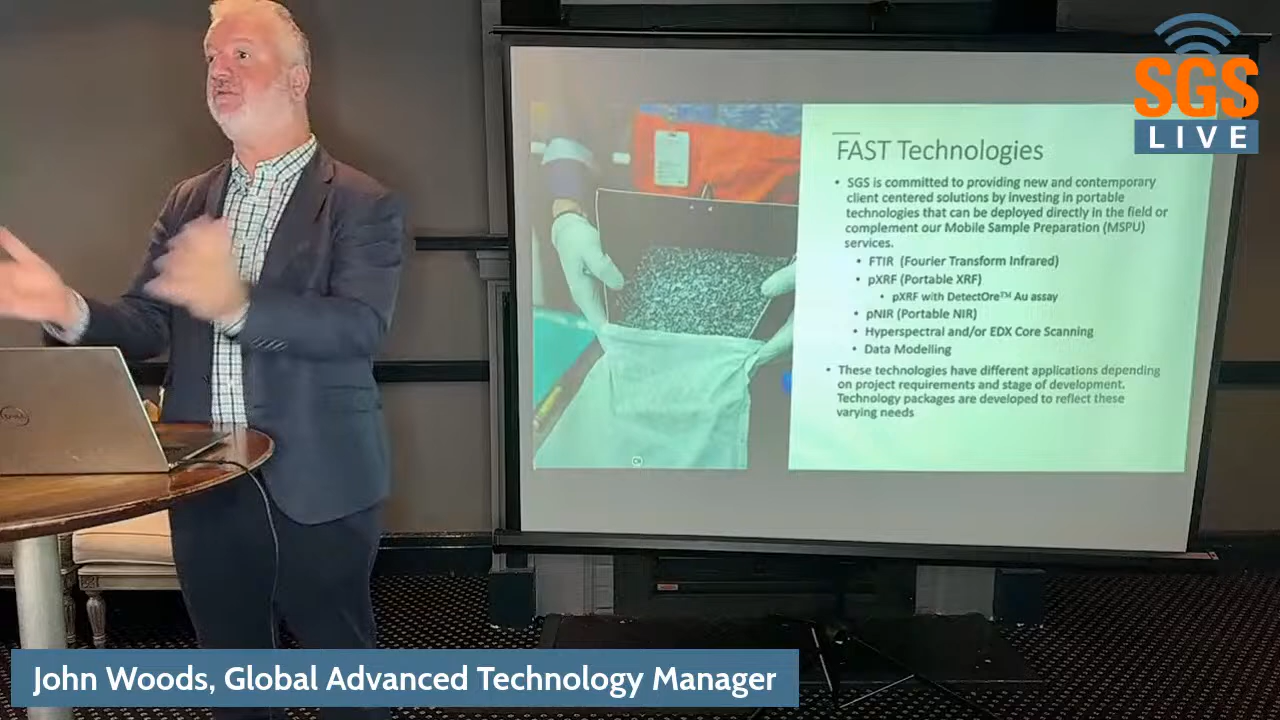 SGS
LIVE
FAST Technologies
• SGS is committed to providing new and contemporary
client centered solutions by investing in portable
technologies that can be deployed directly in the field or
complement our Mobile Sample Preparation (MSPU)
services.
• FTIR (Fourier Transform Infrared)
• pXRF (Portable XRF)
• pXRF with DetectOre™ Au assay
• pNIR (Portable NIR)
• Hyperspectral and/or EDX Core Scanning
• Data Modelling
• These technologies have different applications depending
on project requirements and stage of development.
Technology packages are developed to reflect these
varying needs
DELL
John Woods, Global Advanced Technology Manager